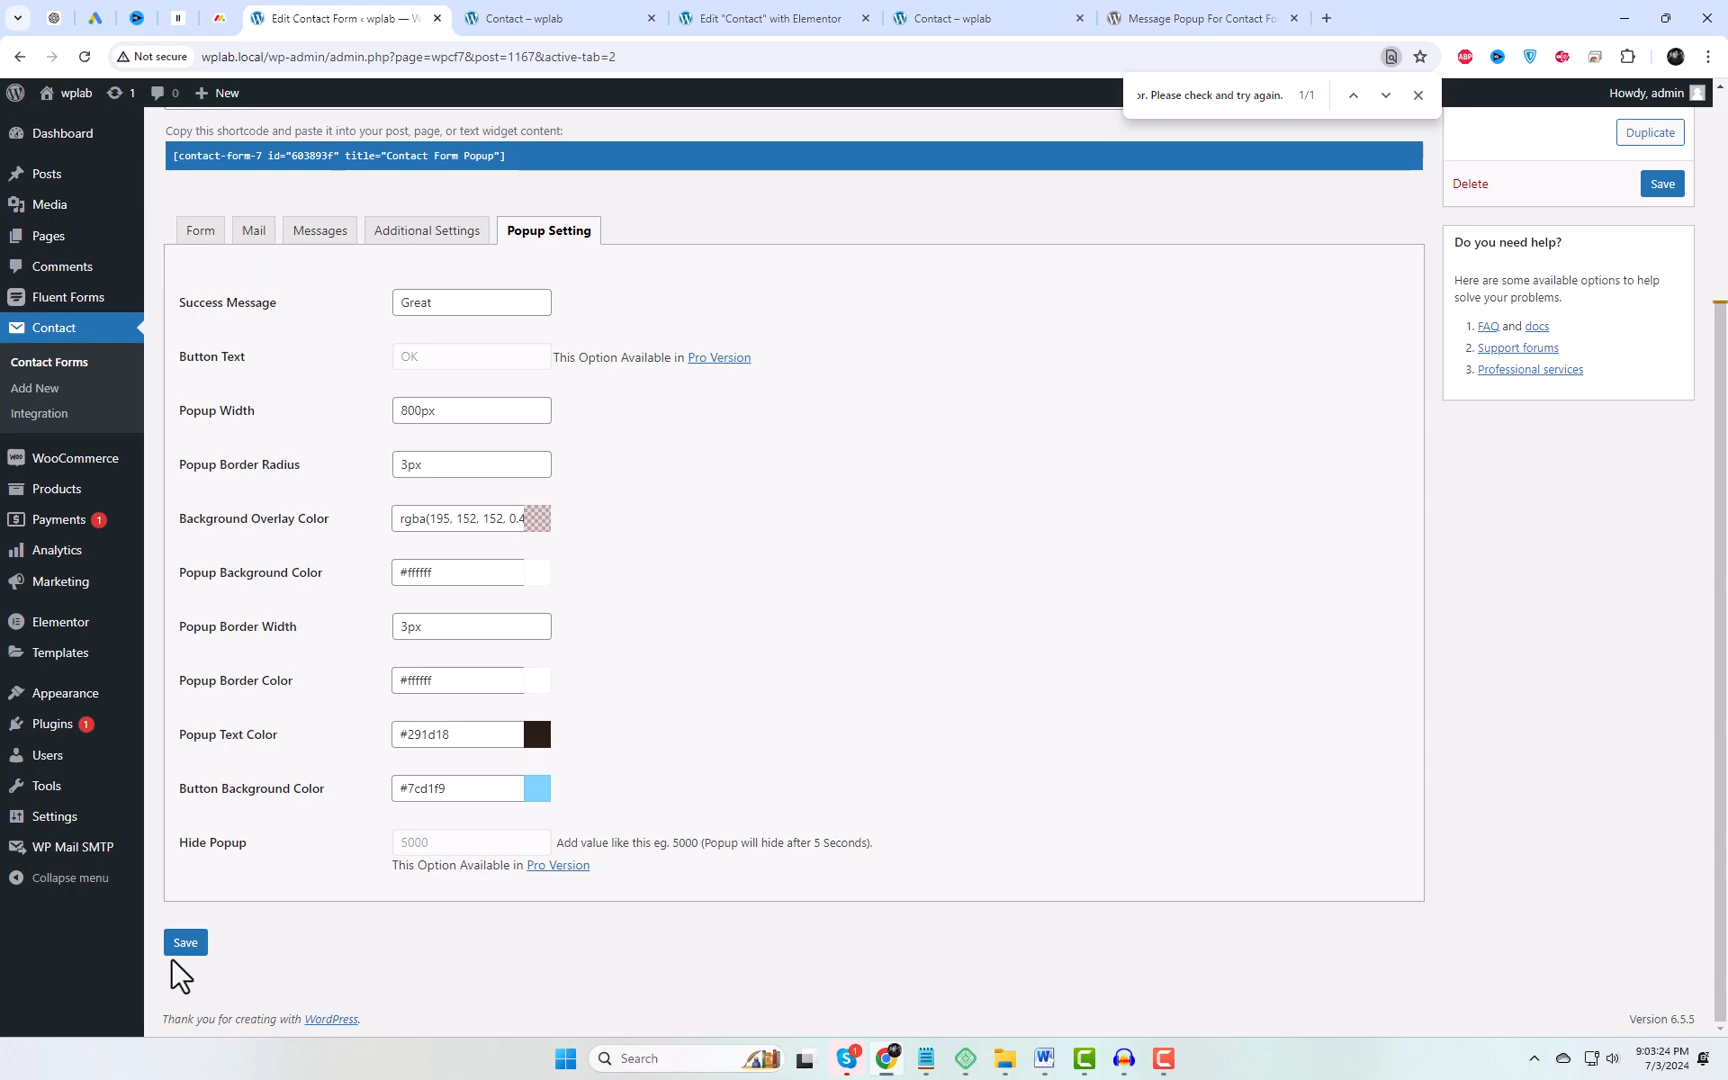 Edit Contact Form ‹ wplab — W
Contact – wplab
Edit "Contact" with Elementor
Contact – wplab
Message Popup For Contact Fo
Not secure
wplab.local/wp-admin/admin.php?page=wpcf7&post=1167&active-tab=2
ABP
wplab
1
0
New
or. Please check and try again. 1/1
Howdy, admin
Dashboard
Posts
Media
Pages
Comments
Fluent Forms
Contact
Contact Forms
Add New
Integration
WooCommerce
Products
Payments 1
Analytics
Marketing
Elementor
Templates
Appearance
Plugins 1
Users
Tools
Settings
WP Mail SMTP
Collapse menu
Copy this shortcode and paste it into your post, page, or text widget content:
[contact-form-7 id="603893f" title="Contact Form Popup"]
Form
Mail
Messages
Additional Settings
Popup Setting
Success Message
Great
Button Text
OK
This Option Available in Pro Version
Popup Width
800px
Popup Border Radius
3px
Background Overlay Color
rgba(195, 152, 152, 0.4
Popup Background Color
#ffffff
Popup Border Width
3px
Popup Border Color
#ffffff
Popup Text Color
#291d18
Button Background Color
#7cd1f9
Hide Popup
5000
Add value like this eg. 5000 (Popup will hide after 5 Seconds).
This Option Available in Pro Version
Save
Thank you for creating with WordPress.
Version 6.5.5
Duplicate
Delete
Save
Do you need help?
Here are some available options to help
solve your problems.
1. FAQ and docs
2. Support forums
3. Professional services
Search
1
9:03:24 PM
7/3/2024